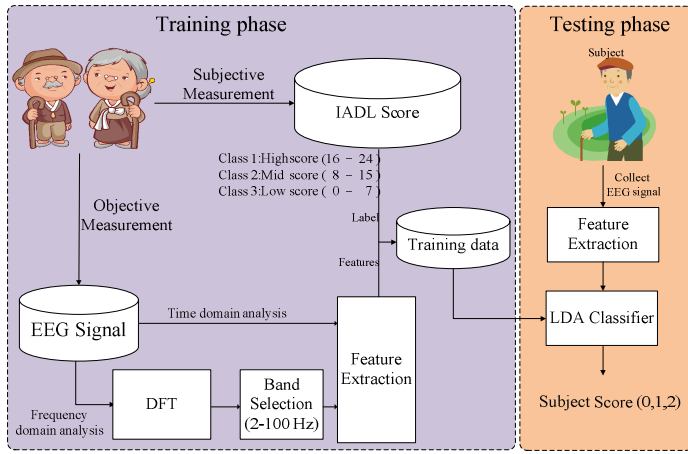 Training phase
Testing phase
Subjective
Measurement
IADL Score
Class 1:Highscore (16 - 24)
Class 2:Mid score ( 8 - 15)
Class 3:Low score ( 0 - 7)
Objective
Measurement
Label
Features
Training data
EEG Signal
Time domain analysis
Frequency
domain analysis
DFT
Band
Selection
(2-100 Hz)
Feature
Extraction
Subject
Collect
EEG signal
Feature
Extraction
LDA Classifier
Subject Score (0,1,2)